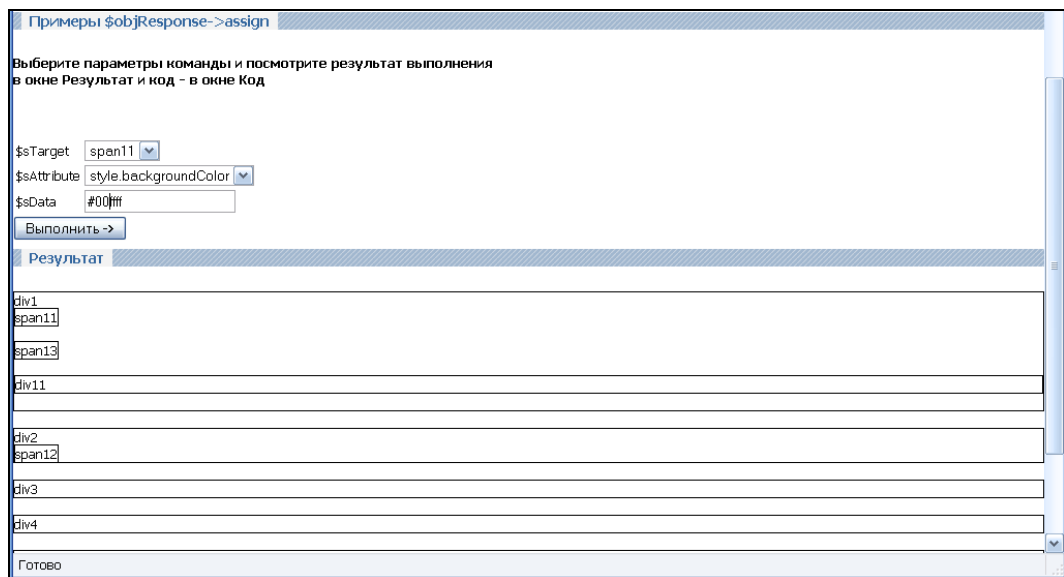 Примеры $objResponse->assign
Выберите параметры команды и посмотрите результат выполнения
в окне Результат и код - в окне Код
$sTarget span11
$sAttribute style.backgroundColor
$sData #00ffff
Выполнить ->
Результат
div1
span11
span13
div11
div2
span12
div3
div4
Готово